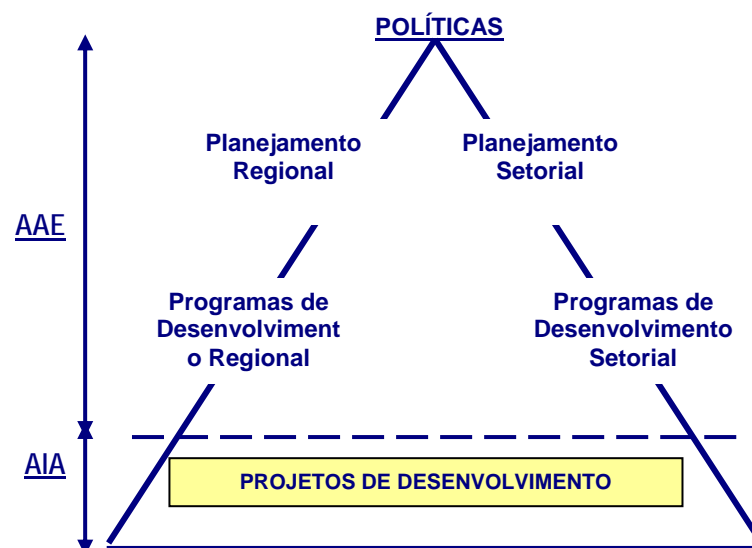 POLÍTICAS
Planejamento
Regional
Planejamento
Setorial
AAE
Programas de
Desenvolviment
o Regional
Programas de
Desenvolvimento
Setorial
AIA
PROJETOS DE DESENVOLVIMENTO